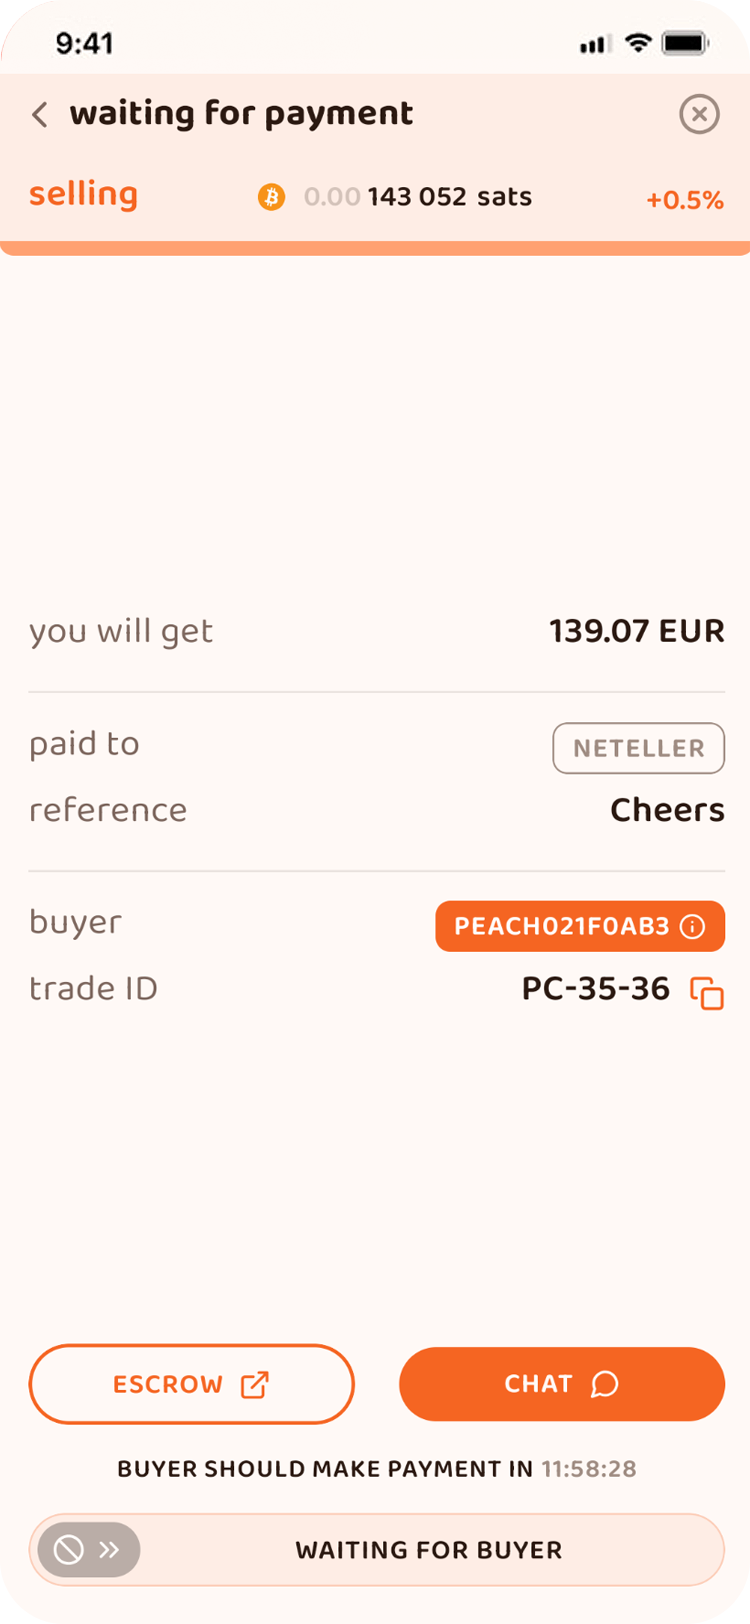 9:41
waiting for payment
selling 0.00 143 052 sats +0.5%
you will get 139.07 EUR
paid to NETELLER
reference Cheers
buyer PEACH021F0AB3
trade ID PC-35-36
ESCROW CHAT
BUYER SHOULD MAKE PAYMENT IN 11:58:28
WAITING FOR BUYER